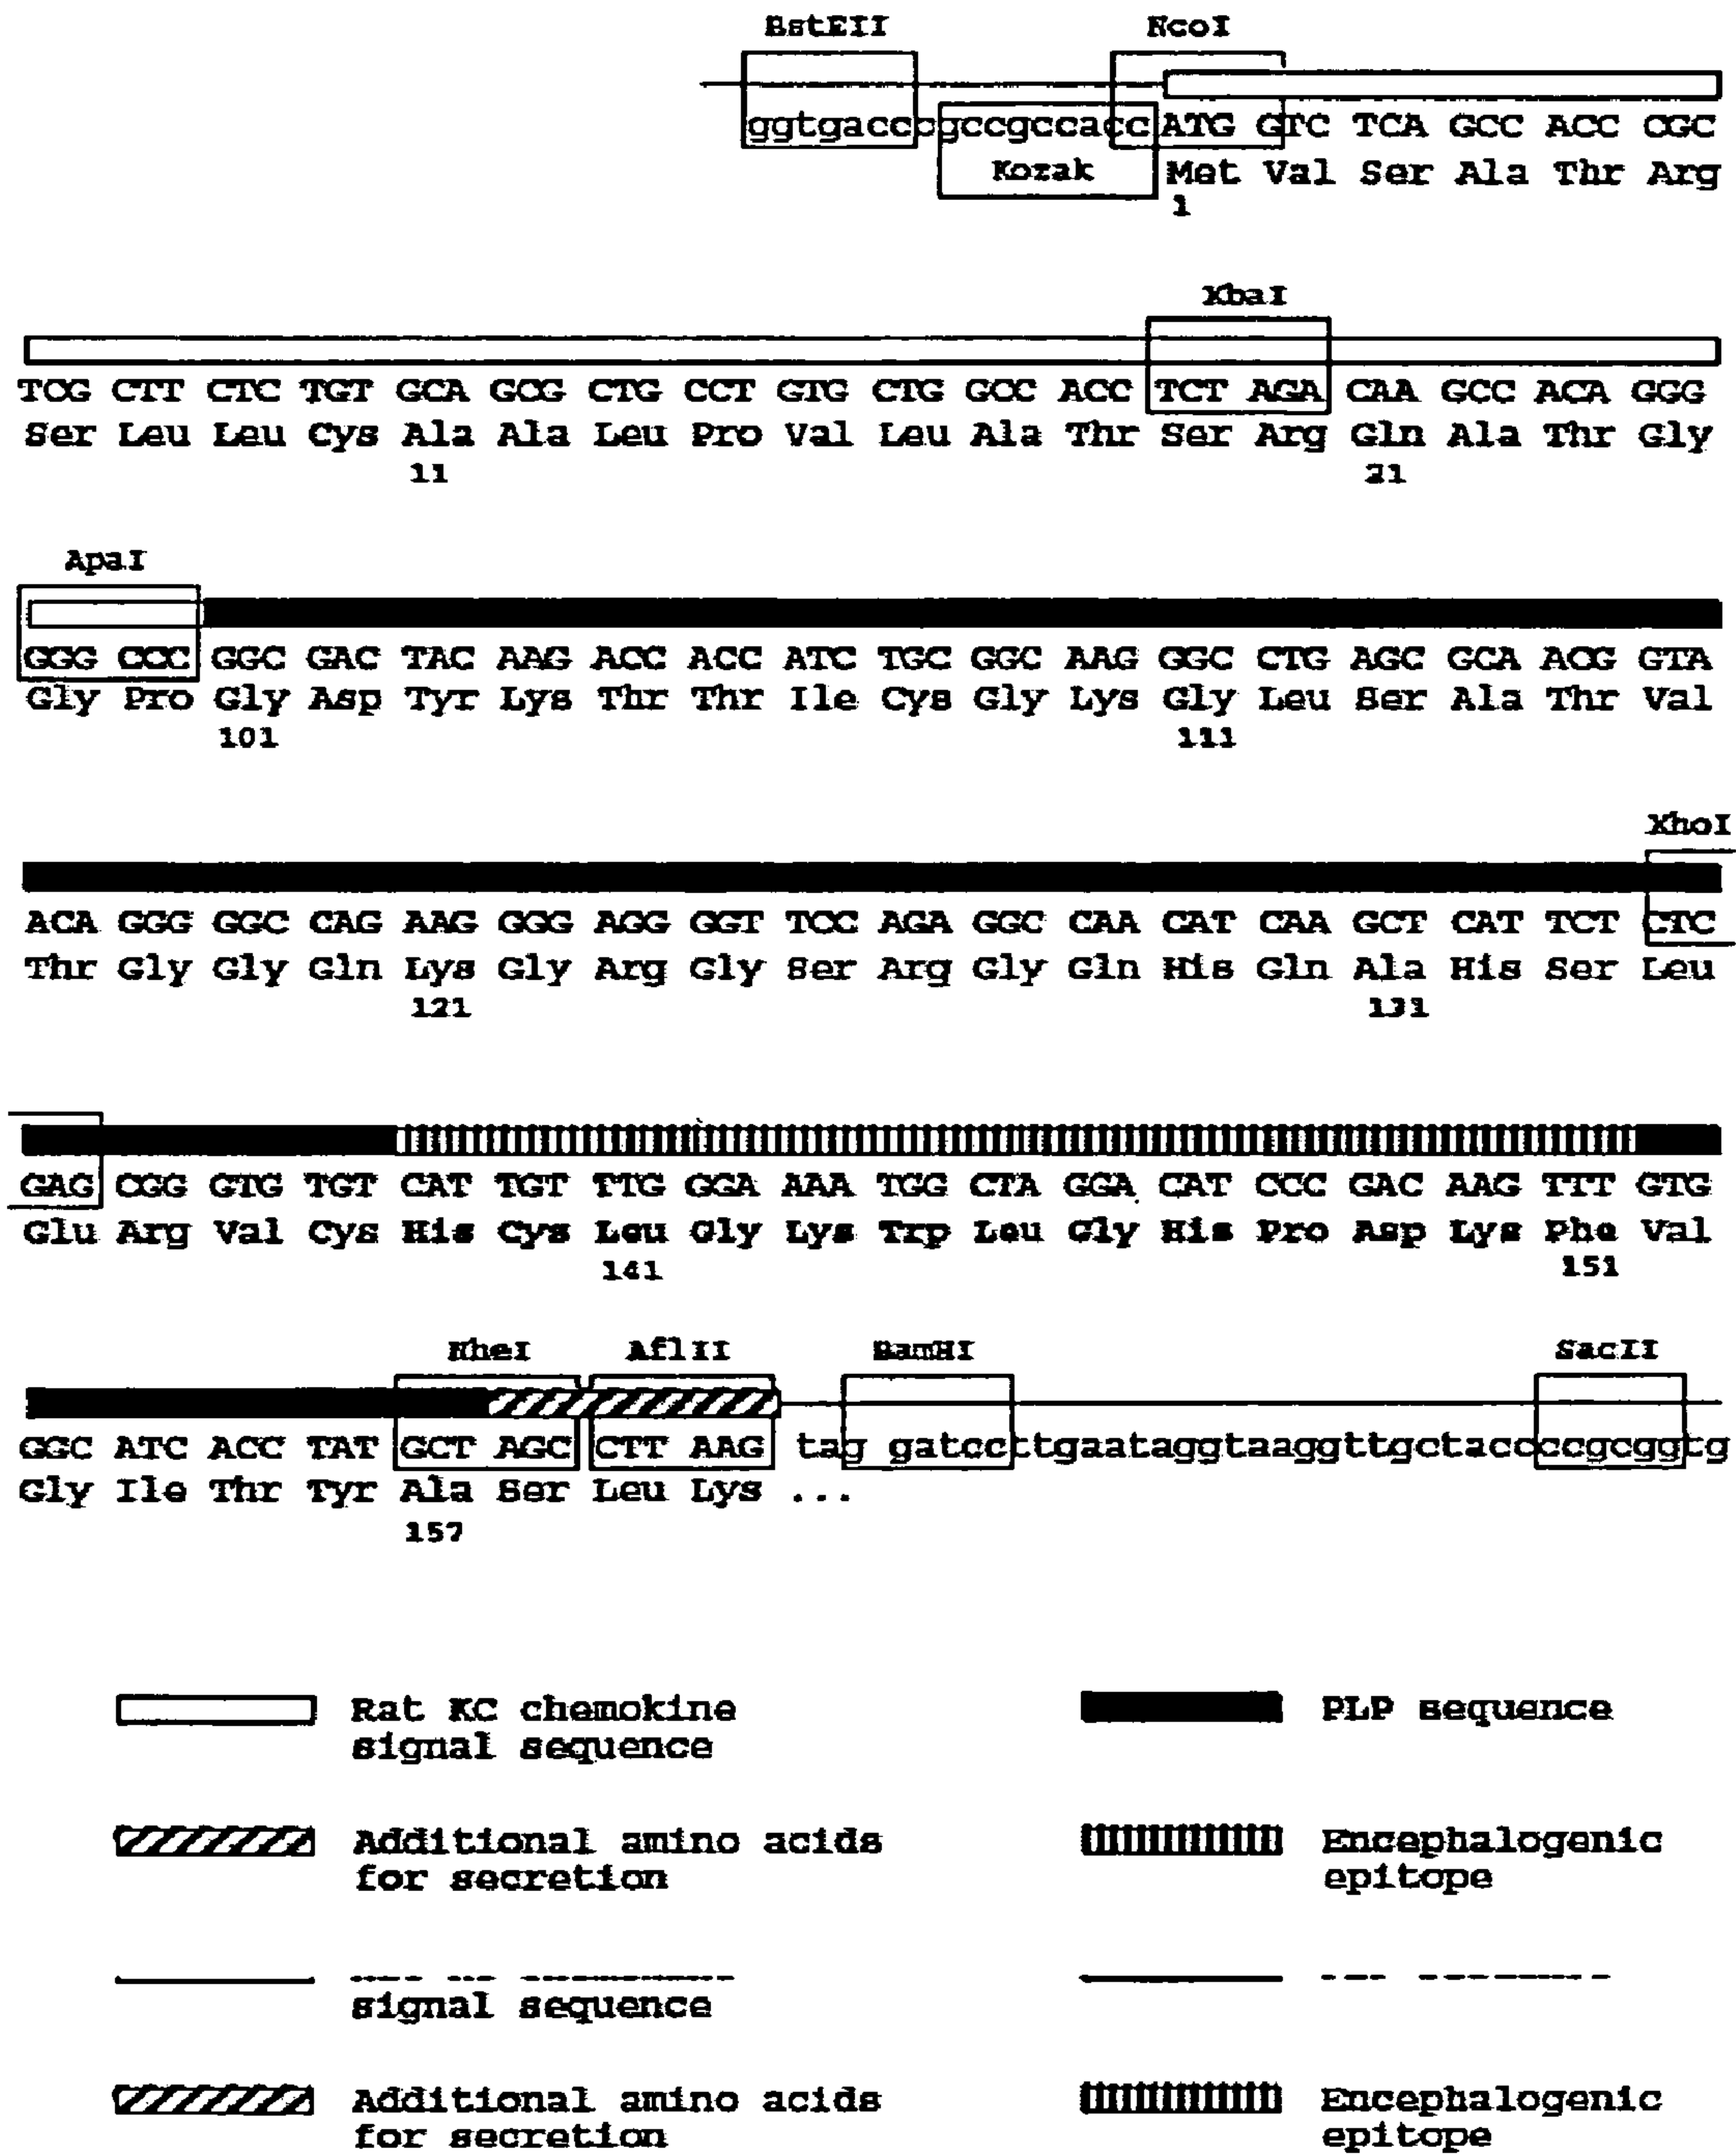 BstEII NcoI
ggtgacccgccgccacc ATG GTC TCA GCC ACC CGC
Kozak Met Val Ser Ala Thr Arg
1
XbaI
TCG CTT CTC TGT GCA GCG CTG CCT GTG CTG GCC ACC TCT AGA CAA GCC ACA GGG
Ser Leu Leu Cys Ala Ala Leu Pro Val Leu Ala Thr Ser Arg Gln Ala Thr Gly
11 21
ApaI
GGG CCC GGC GAC TAC AAG ACC ACC ATC TGC GGC AAG GGC CTG AGC GCA ACG GTA
Gly Pro Gly Asp Tyr Lys Thr Thr Ile Cys Gly Lys Gly Leu Ser Ala Thr Val
101 111
XhoI
ACA GGG GGC CAG AAG GGG AGG GGT TCC AGA GGC CAA CAT CAA GCT CAT TCT CTC
Thr Gly Gly Gln Lys Gly Arg Gly Ser Arg Gly Gln His Gln Ala His Ser Leu
121 131
GAG CGG GTG TGT CAT TGT TTG GGA AAA TGG CTA GGA CAT CCC GAC AAG TTT GTG
Glu Arg Val Cys His Cys Leu Gly Lys Trp Leu Gly His Pro Asp Lys Phe Val
141 151
NheI AflII BamHI SacII
GGC ATC ACC TAT GCT AGC CTT AAG tag gatccttgaataggtaaggttgctaccccgcggtg
Gly Ile Thr Tyr Ala Ser Leu Lys ...
157
Rat KC chemokine PLP sequence
signal sequence
Additional amino acids Encephalogenic
for secretion epitope
signal sequence
Additional amino acids Encephalogenic
for secretion epitope